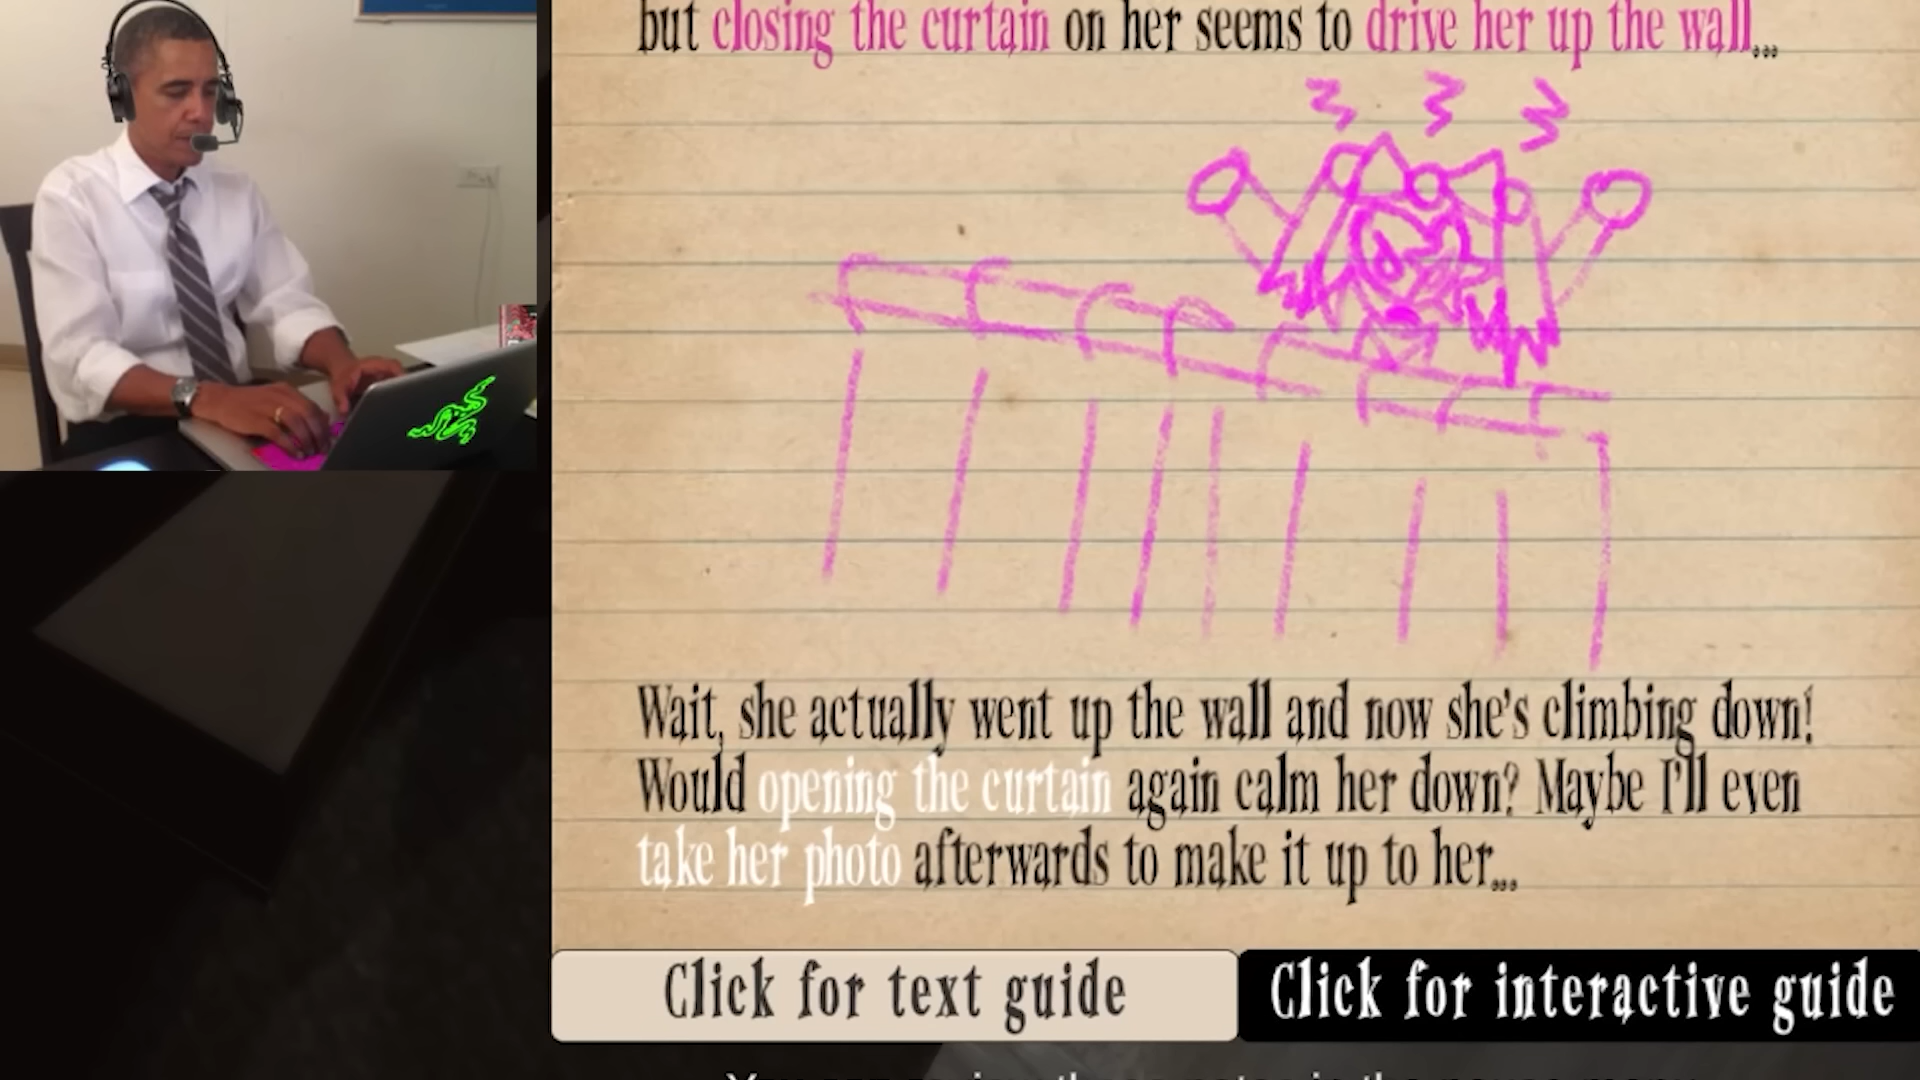 but closing the curtain on her seems to drive her up the wall...
Wait, she actually went up the wall and now she's climbing down!
Would opening the curtain again calm her down? Maybe I'll even
take her photo afterwards to make it up to her...
Click for text guide
Click for interactive guide